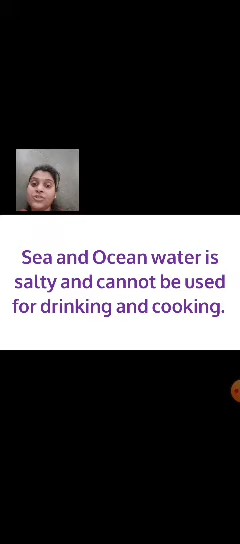 Sea and Ocean water is
salty and cannot be used
for drinking and cooking.